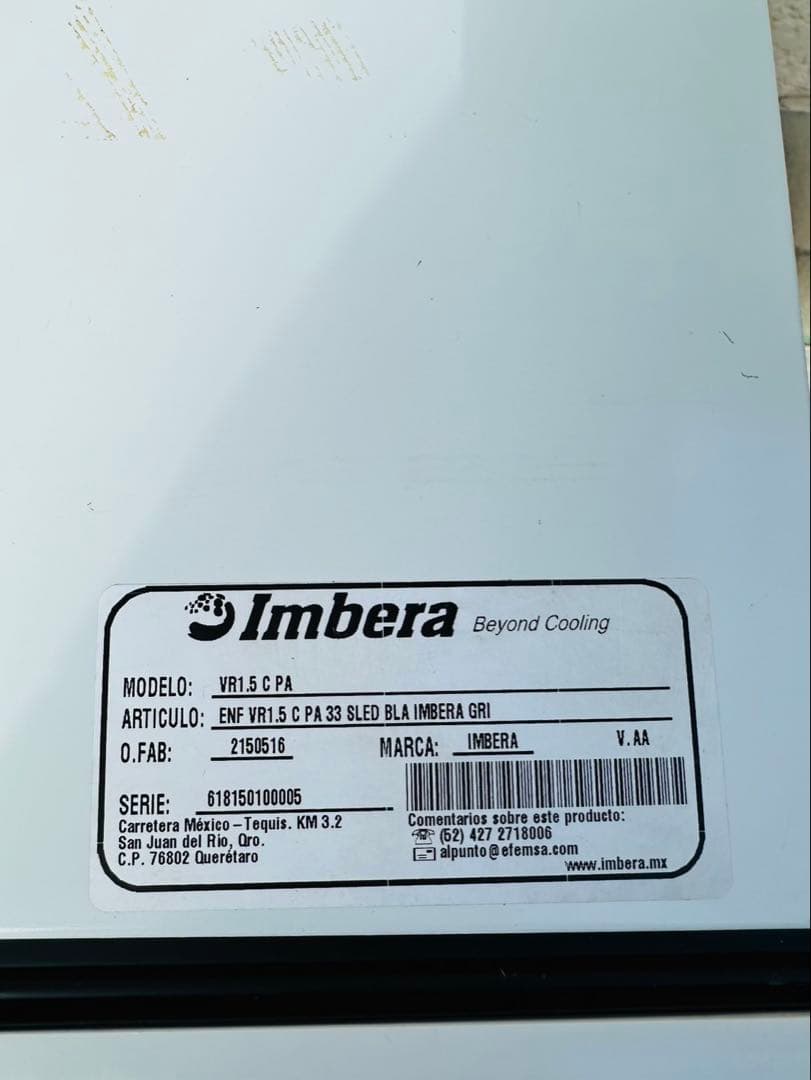 Imbera Beyond Cooling
MODELO: VR1.5 C PA
ARTICULO: ENF VR1.5 C PA 33 SLED BLA IMBERA GRI
O.FAB: 2150516 MARCA: IMBERA V.AA
SERIE: 618150100005
Carretera México – Tequis. KM 3.2
San Juan del Río, Qro.
C.P. 76802 Querétaro
Comentarios sobre este producto:
(52) 427 2718006
alpunto@efemsa.com
www.imbera.mx